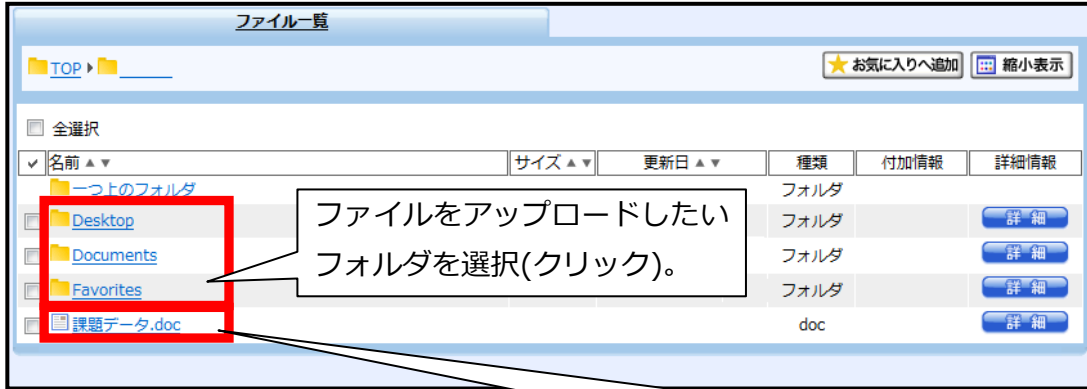 ファイル一覧
TOP
お気に入りへ追加 縮小表示
全選択
名前 ▲▼ サイズ ▲▼ 更新日 ▲▼ 種類 付加情報 詳細情報
一つ上のフォルダ フォルダ
Desktop フォルダ 詳細
Documents フォルダ 詳細
Favorites フォルダ 詳細
課題データ.doc doc 詳細
ファイルをアップロードしたい
フォルダを選択(クリック)。